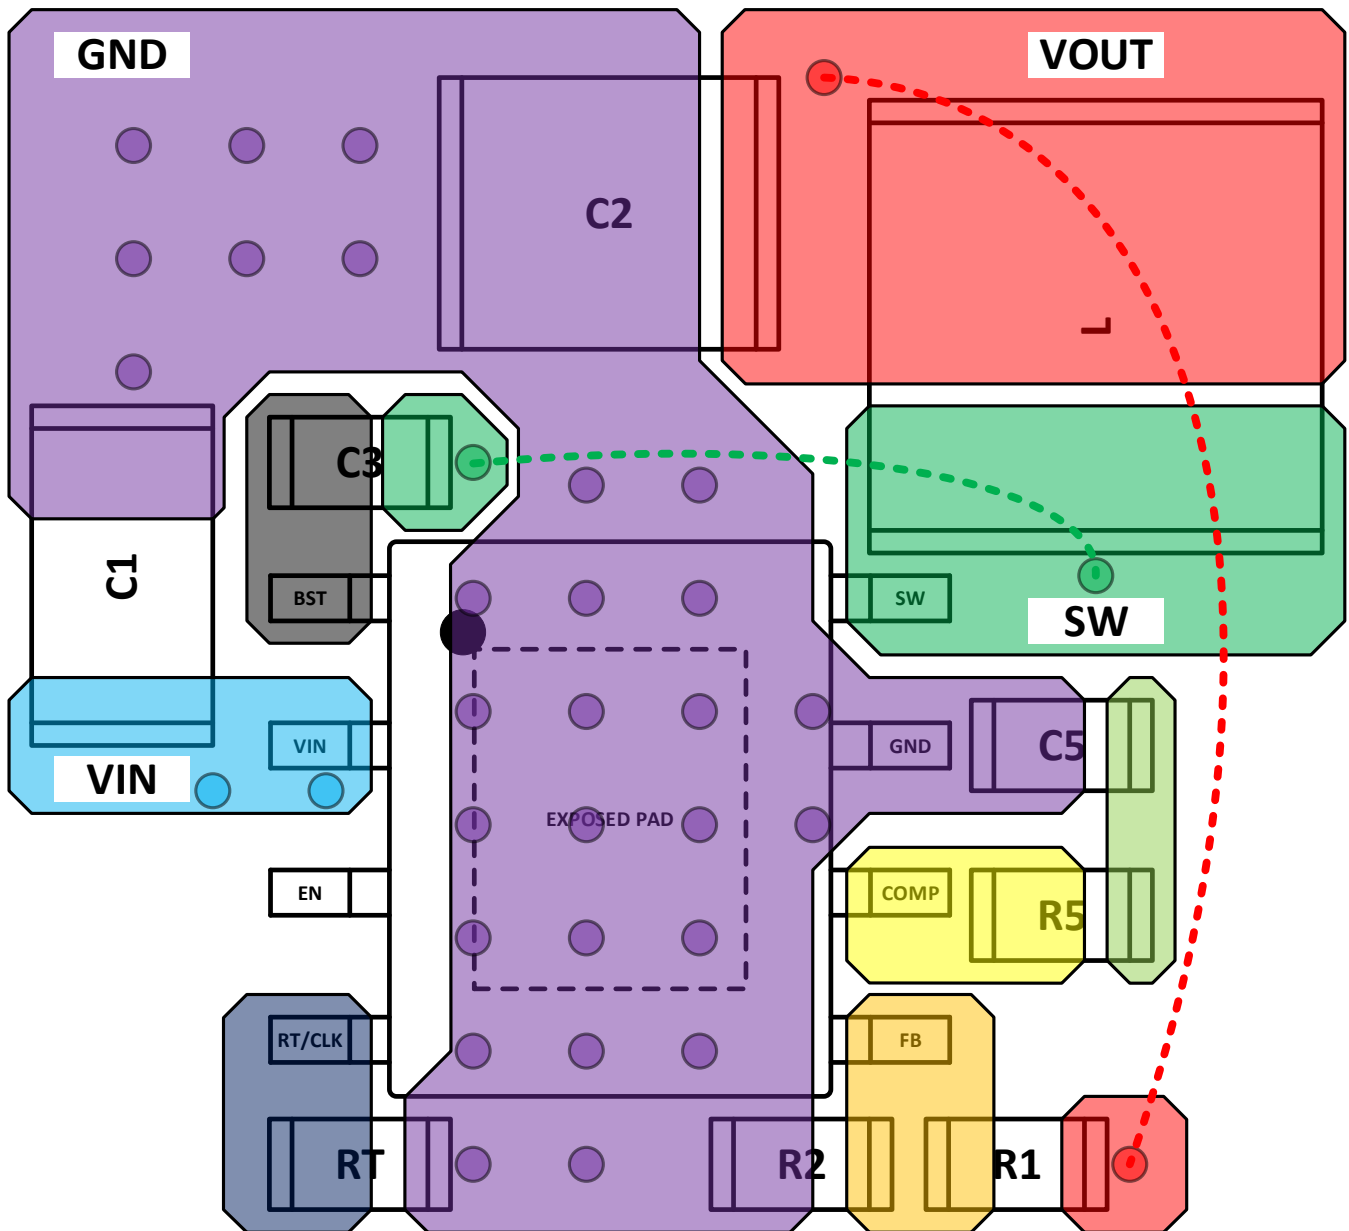 GND
VOUT
C2
L
C3
C1
BST
SW
SW
VIN
GND
C5
VIN
EXPOSED PAD
EN
COMP
R5
RT/CLK
FB
RT
R2
R1